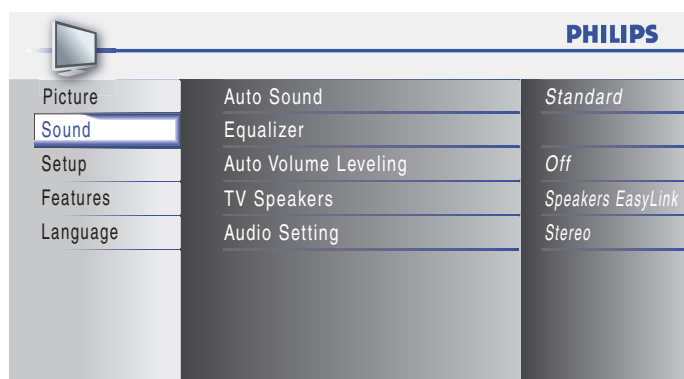 PHILIPS
Picture Auto Sound Standard
Sound Equalizer
Setup Auto Volume Leveling Off
Features TV Speakers Speakers EasyLink
Language Audio Setting Stereo